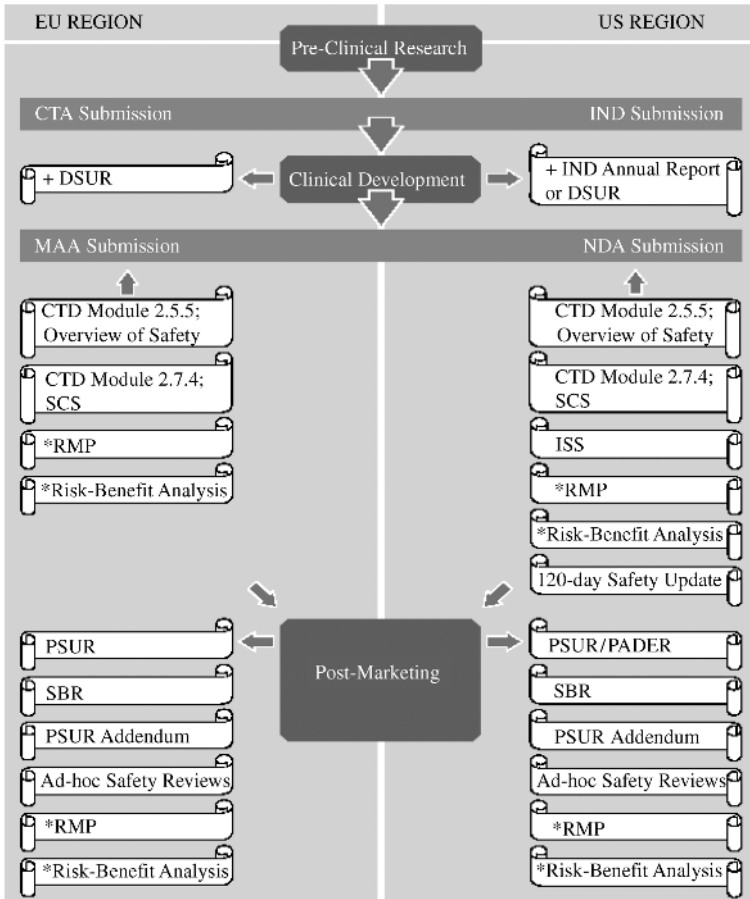 EU REGION
US REGION
Pre-Clinical Research
CTA Submission
IND Submission
+ DSUR
Clinical Development
+ IND Annual Report
or DSUR
MAA Submission
NDA Submission
CTD Module 2.5.5;
Overview of Safety
CTD Module 2.7.4;
SCS
*RMP
*Risk-Benefit Analysis
CTD Module 2.5.5;
Overview of Safety
CTD Module 2.7.4;
SCS
ISS
*RMP
*Risk-Benefit Analysis
120-day Safety Update
Post-Marketing
PSUR
SBR
PSUR Addendum
Ad-hoc Safety Reviews
*RMP
*Risk-Benefit Analysis
PSUR/PADER
SBR
PSUR Addendum
Ad-hoc Safety Reviews
*RMP
*Risk-Benefit Analysis